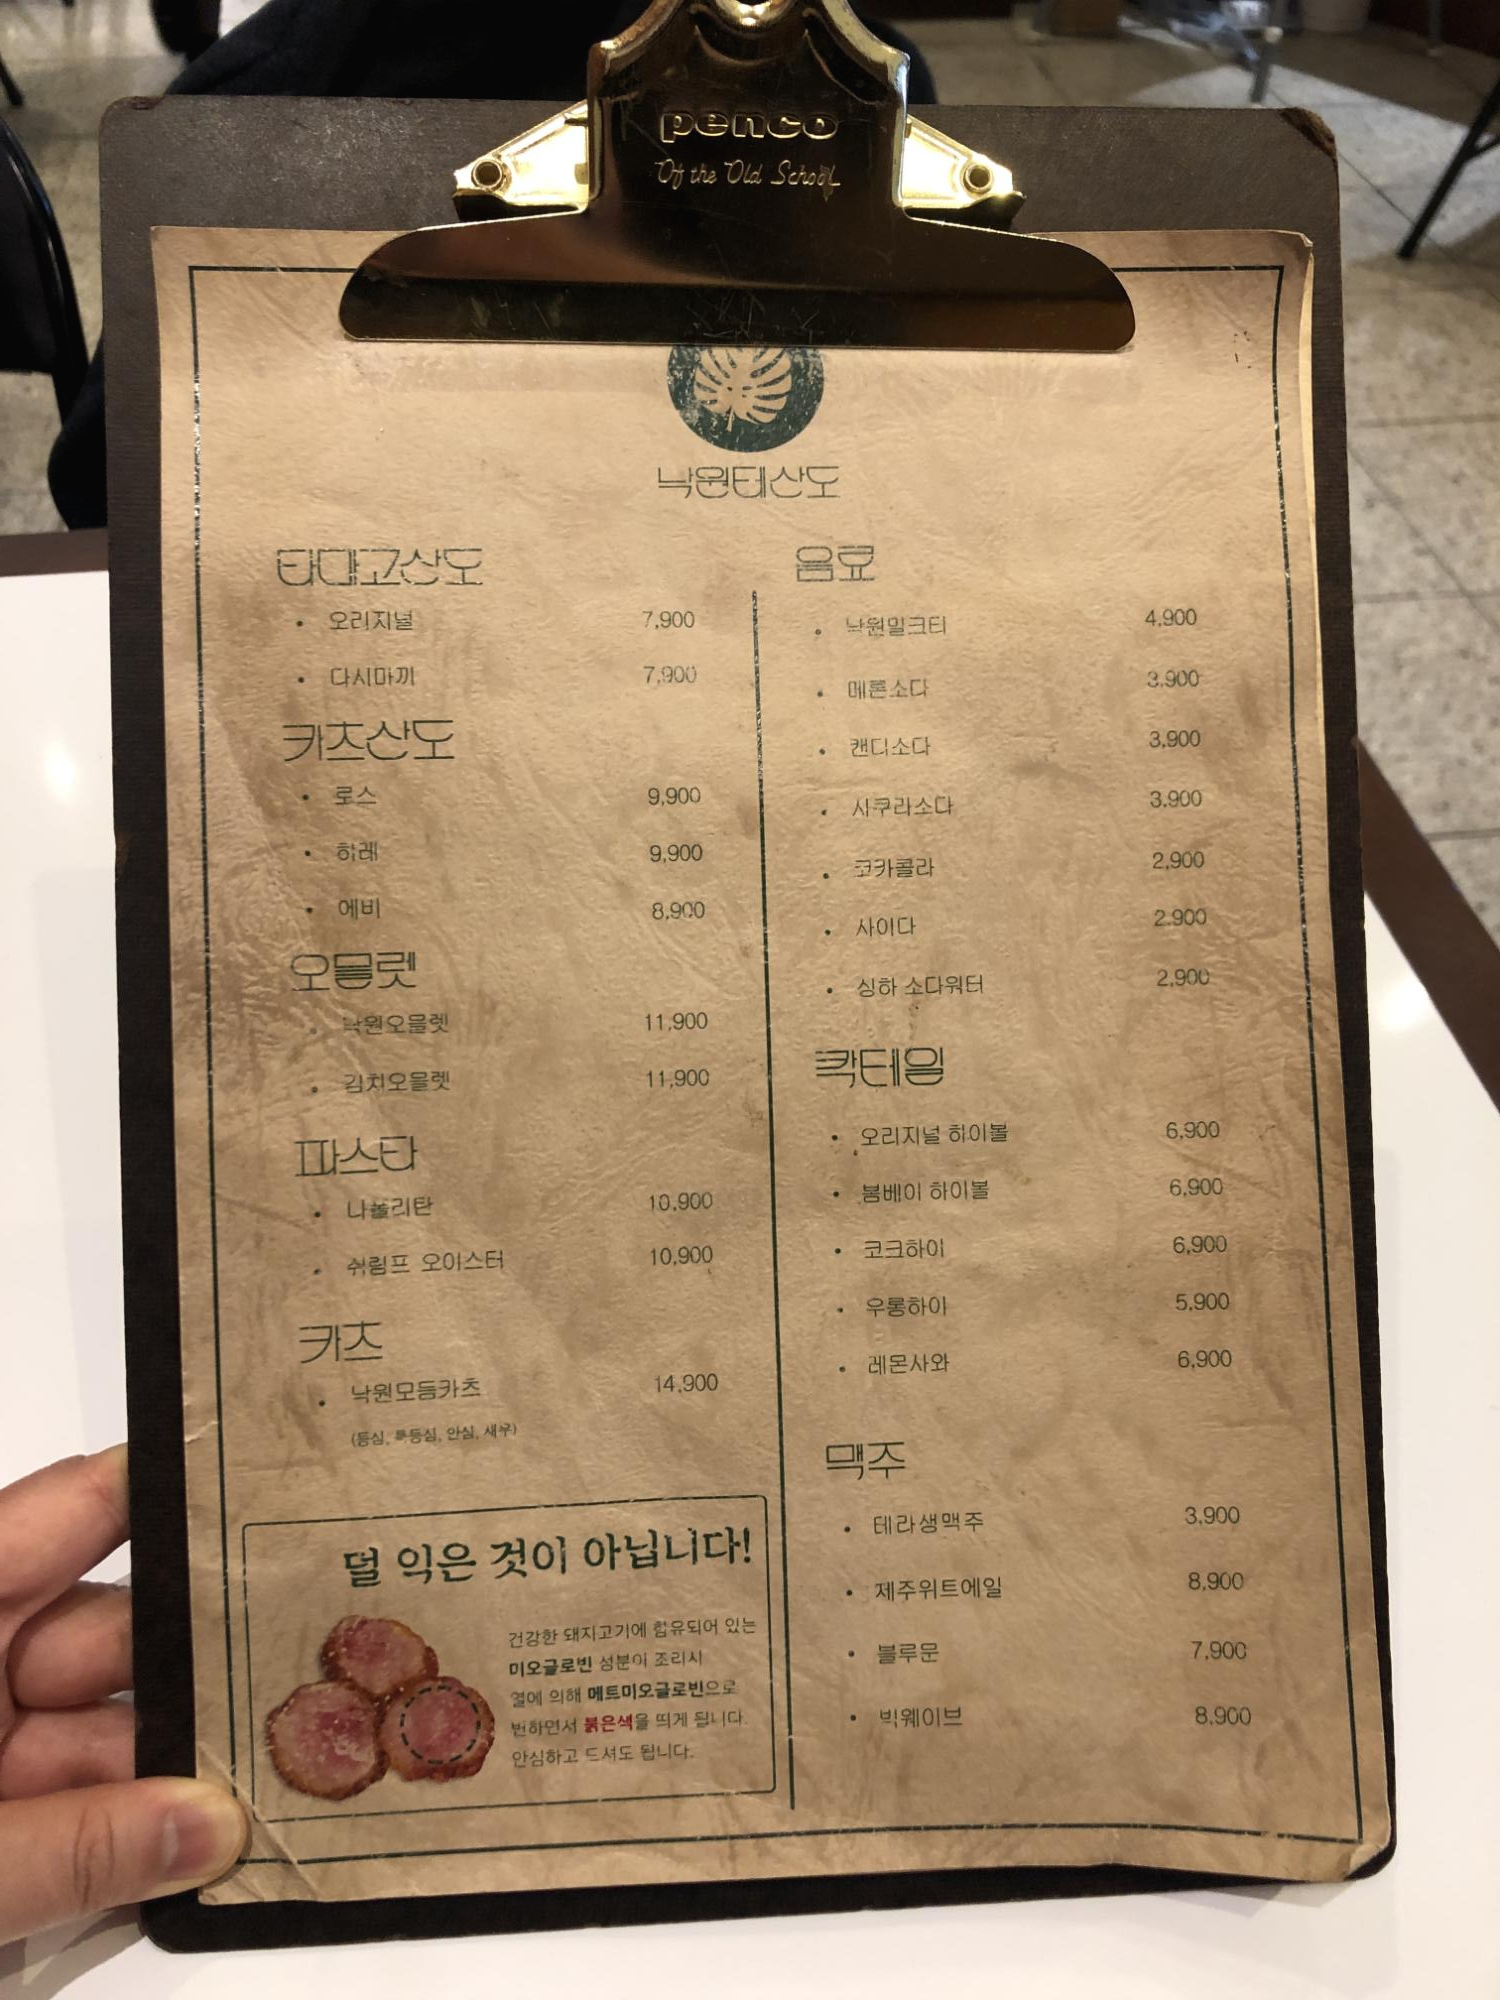 penco
Of the Old School
낙원테산도
타마고산도
오리지널 7,900
다시마끼 7,900
카츠산도
로스 9,900
히레 9,900
에비 8,900
오믈렛
낙원오믈렛 11,900
김치오믈렛 11,900
파스타
나폴리탄 10,900
쉬림프 오이스터 10,900
카츠
낙원모듬카츠 14,900
(등심, 특등심, 안심, 새우)
덜 익은 것이 아닙니다!
건강한 돼지고기에 함유되어 있는
미오글로빈 성분이 조리시
열에 의해 메트미오글로빈으로
변하면서 붉은색을 띄게 됩니다.
안심하고 드셔도 됩니다.
음료
낙원밀크티 4,900
메론소다 3,900
캔디소다 3,900
사쿠라소다 3,900
코카콜라 2,900
사이다 2,900
싱하 소다워터 2,900
칵테일
오리지널 하이볼 6,900
봄베이 하이볼 6,900
코크하이 6,900
우롱하이 5,900
레몬사와 6,900
맥주
테라생맥주 3,900
제주위트에일 8,900
블루문 7,900
빅웨이브 8,900